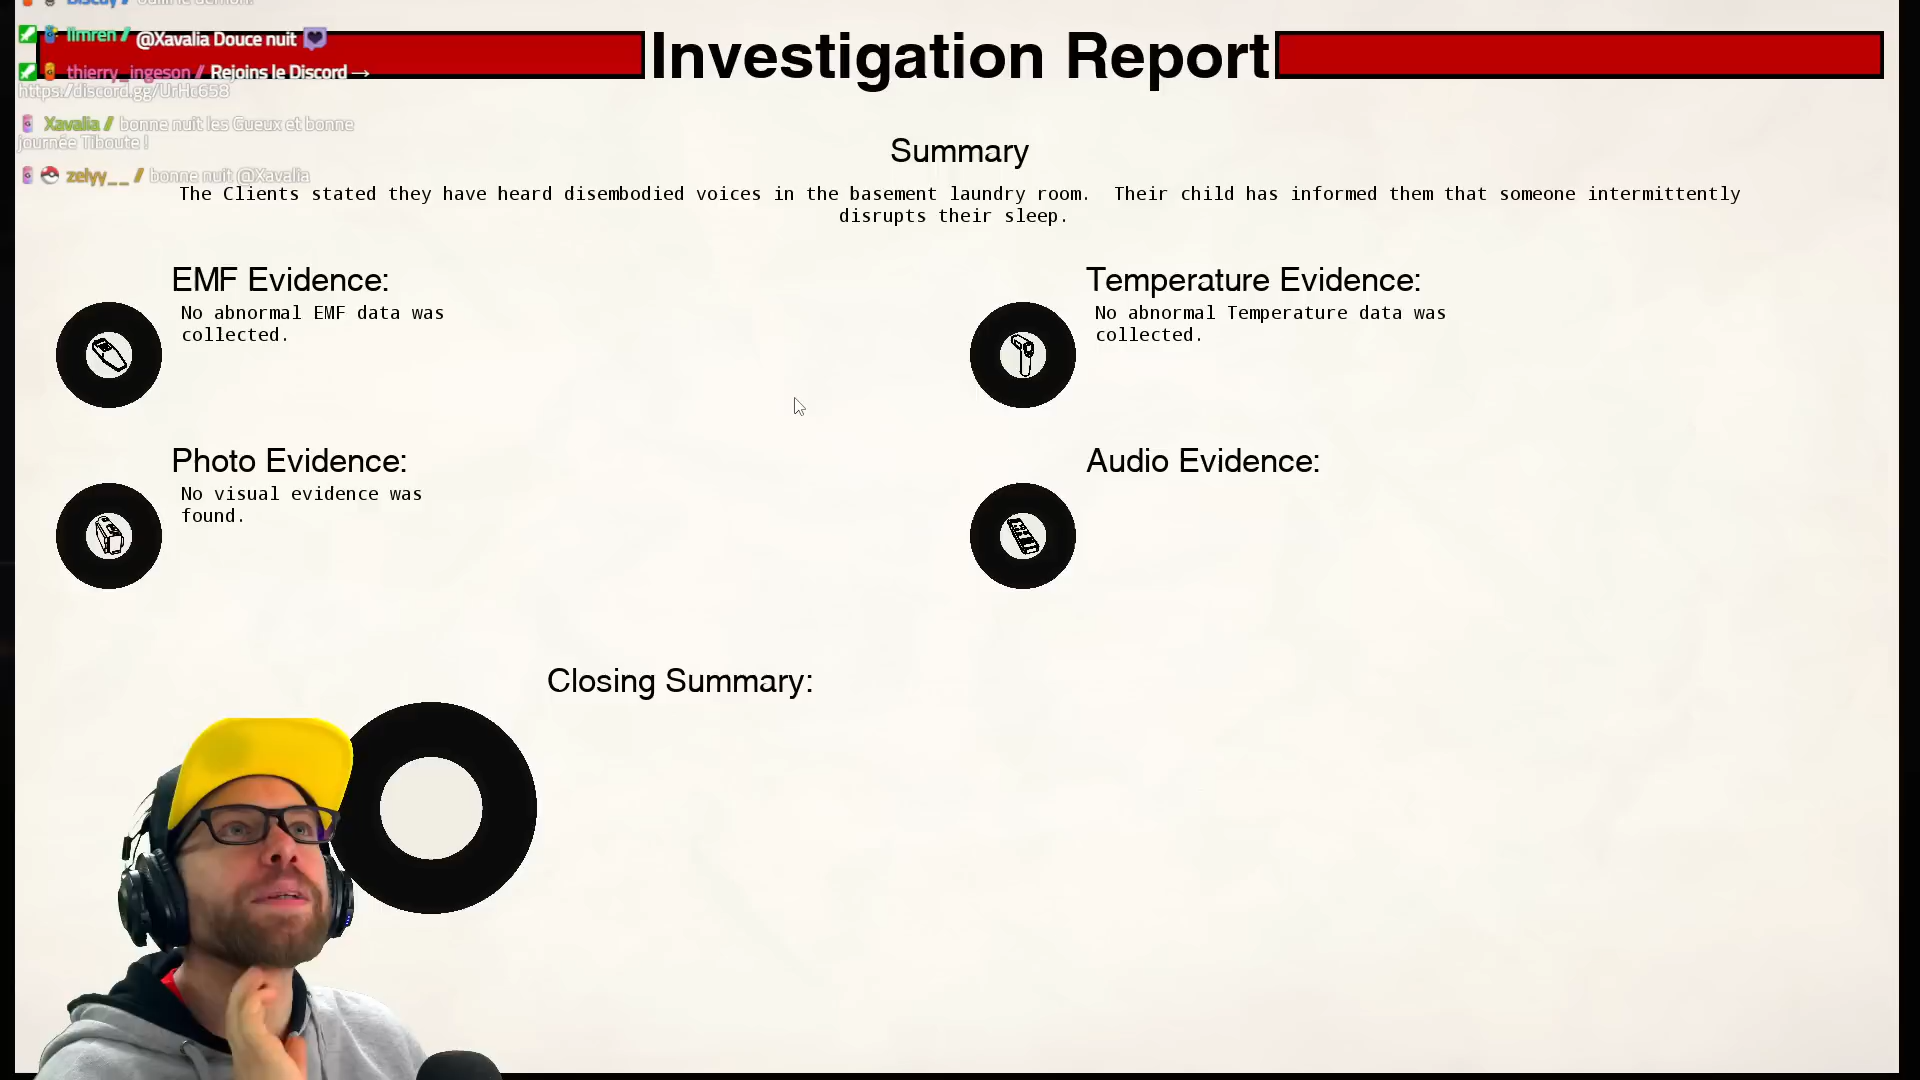 limren / @Xavalia Douce nuit
thierry_ingeson / Rejoins le Discord →
https://discord.gg/UrHc658
Xavalia / bonne nuit les Gueux et bonne
journée Tiboute !
zelyy__ / bonne nuit @Xavalia
Investigation Report
Summary
The Clients stated they have heard disembodied voices in the basement laundry room. Their child has informed them that someone intermittently
disrupts their sleep.
EMF Evidence:
No abnormal EMF data was
collected.
Temperature Evidence:
No abnormal Temperature data was
collected.
Photo Evidence:
No visual evidence was
found.
Audio Evidence:
Closing Summary: